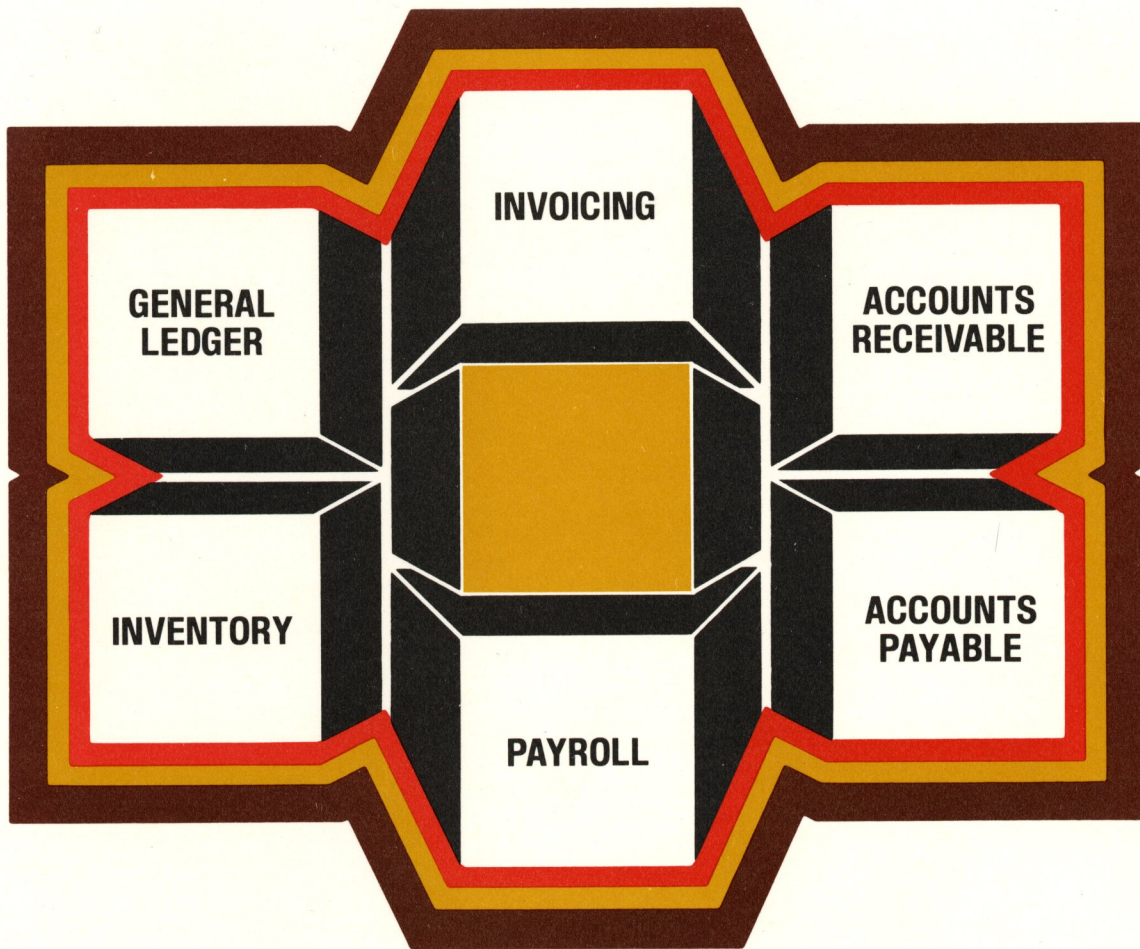 INVOICING
GENERAL
LEDGER
ACCOUNTS
RECEIVABLE
INVENTORY
ACCOUNTS
PAYABLE
PAYROLL